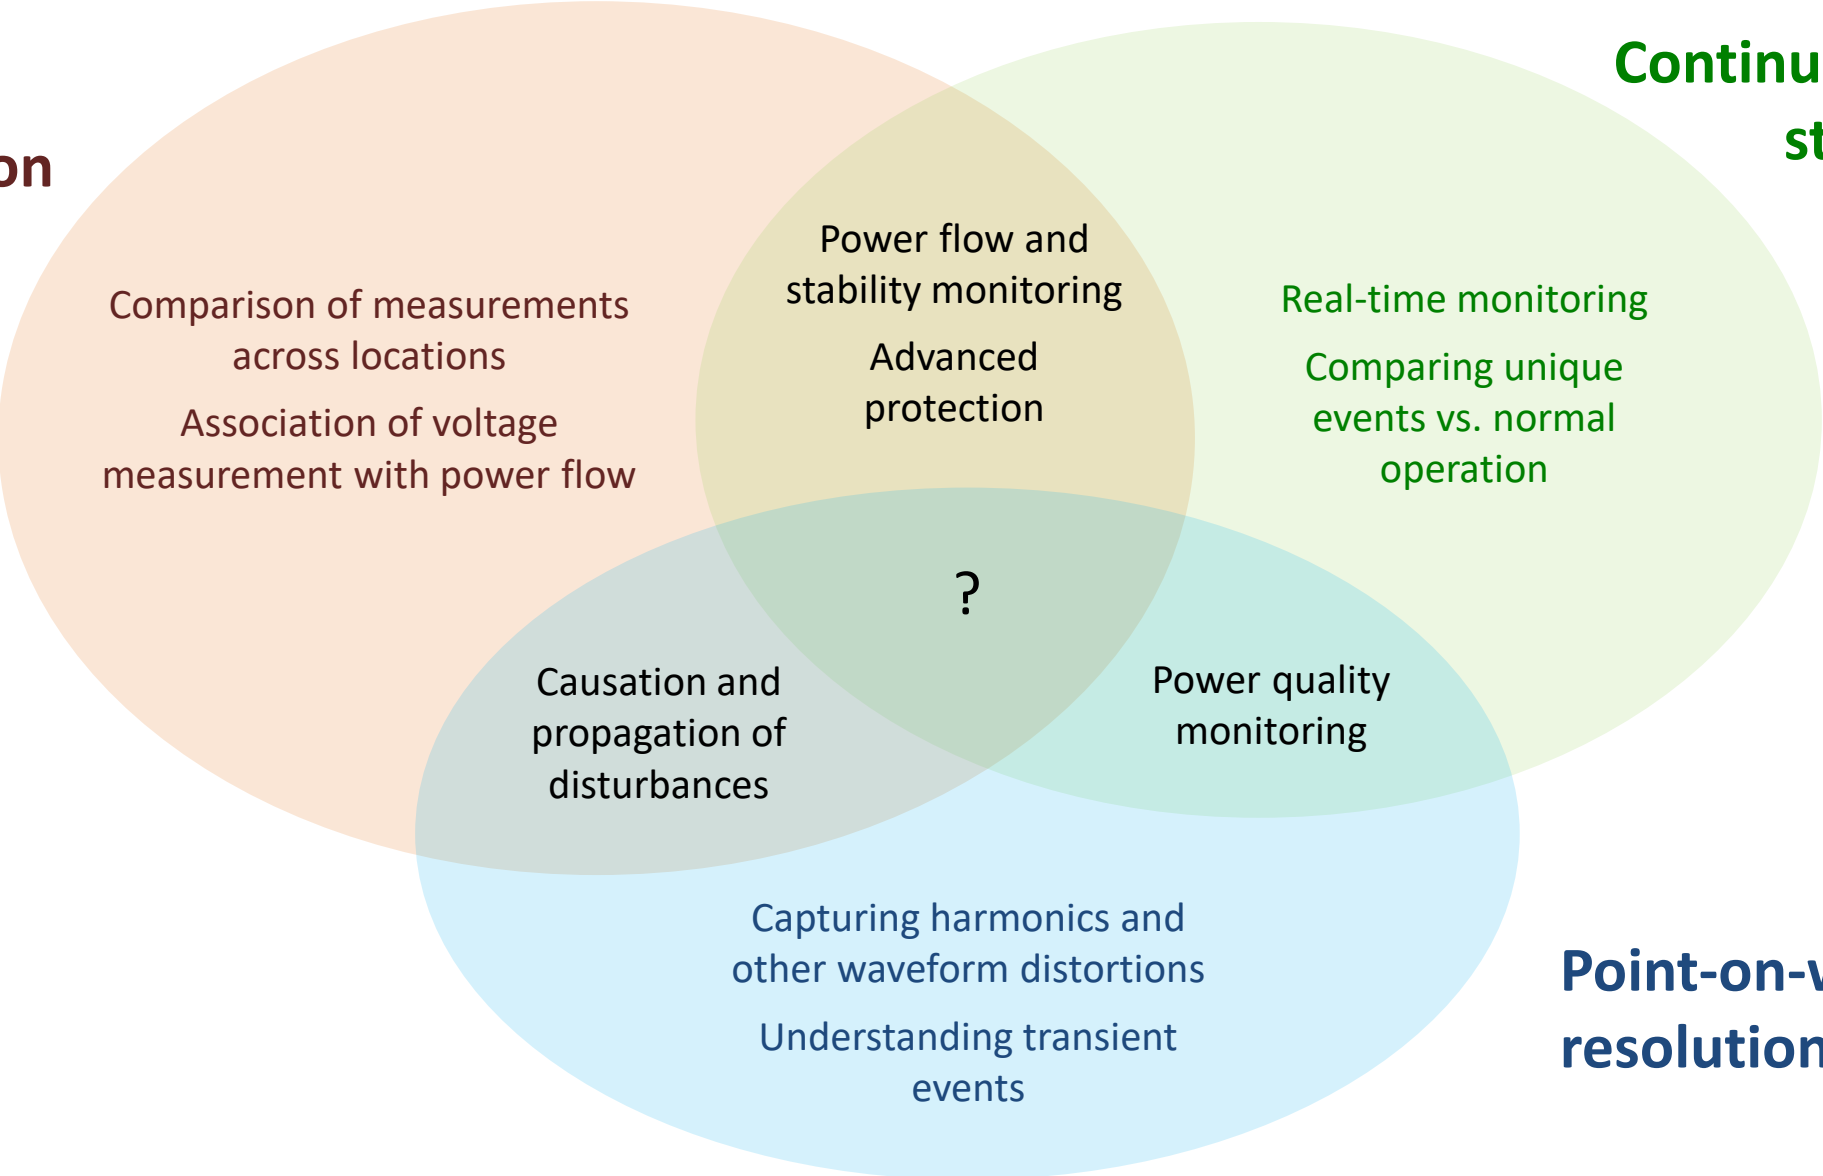 on
Continu
st
Comparison of measurements
across locations
Association of voltage
measurement with power flow
Power flow and
stability monitoring
Advanced
protection
Real-time monitoring
Comparing unique
events vs. normal
operation
?
Causation and
propagation of
disturbances
Power quality
monitoring
Capturing harmonics and
other waveform distortions
Understanding transient
events
Point-on-
resolution